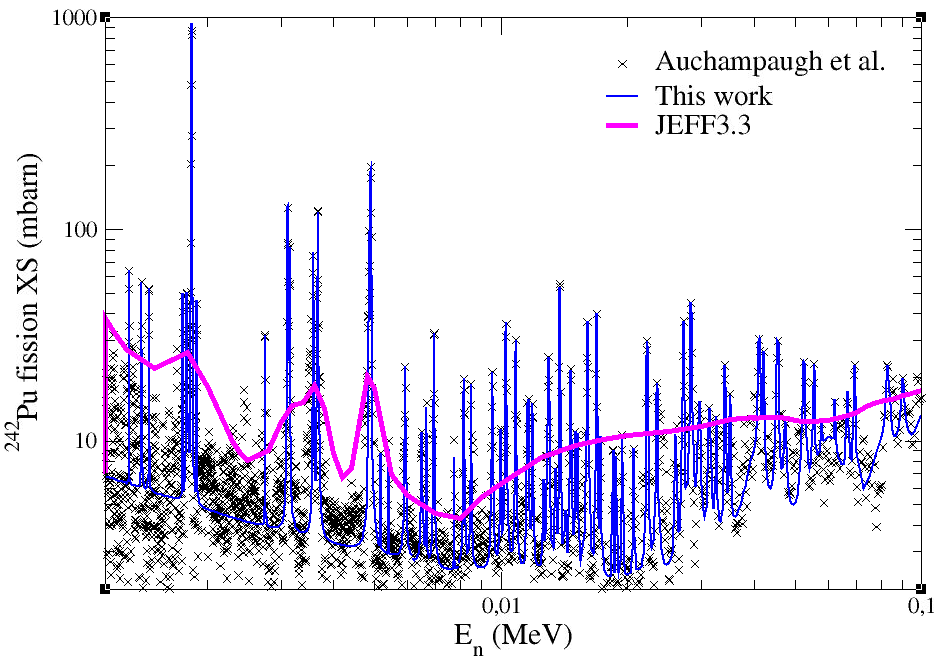 1000
100
10
²⁴²Pu fission XS (mbarn)
Auchampaugh et al.
This work
JEFF3.3
0,01
0,1
Eₙ (MeV)